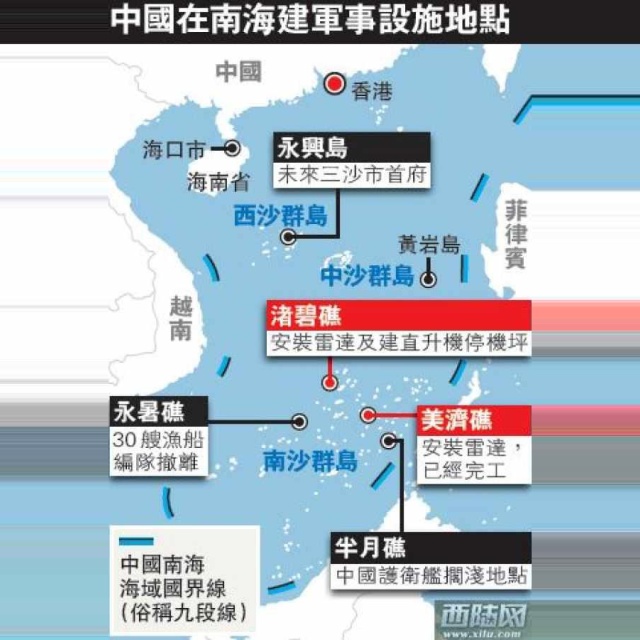 中國在南海建軍事設施地點
中國
香港
海口市
海南省
永興島
未來三沙市首府
西沙群島
黃岩島
菲律賓
中沙群島
越南
渚碧礁
安裝雷達及建直升機停機坪
永暑礁
30艘漁船
編隊撤離
美濟礁
安裝雷達，
已經完工
南沙群島
半月礁
中國護衛艦擱淺地點
中國南海
海域國界線
（俗稱九段線）
西陆网
www.xilu.com